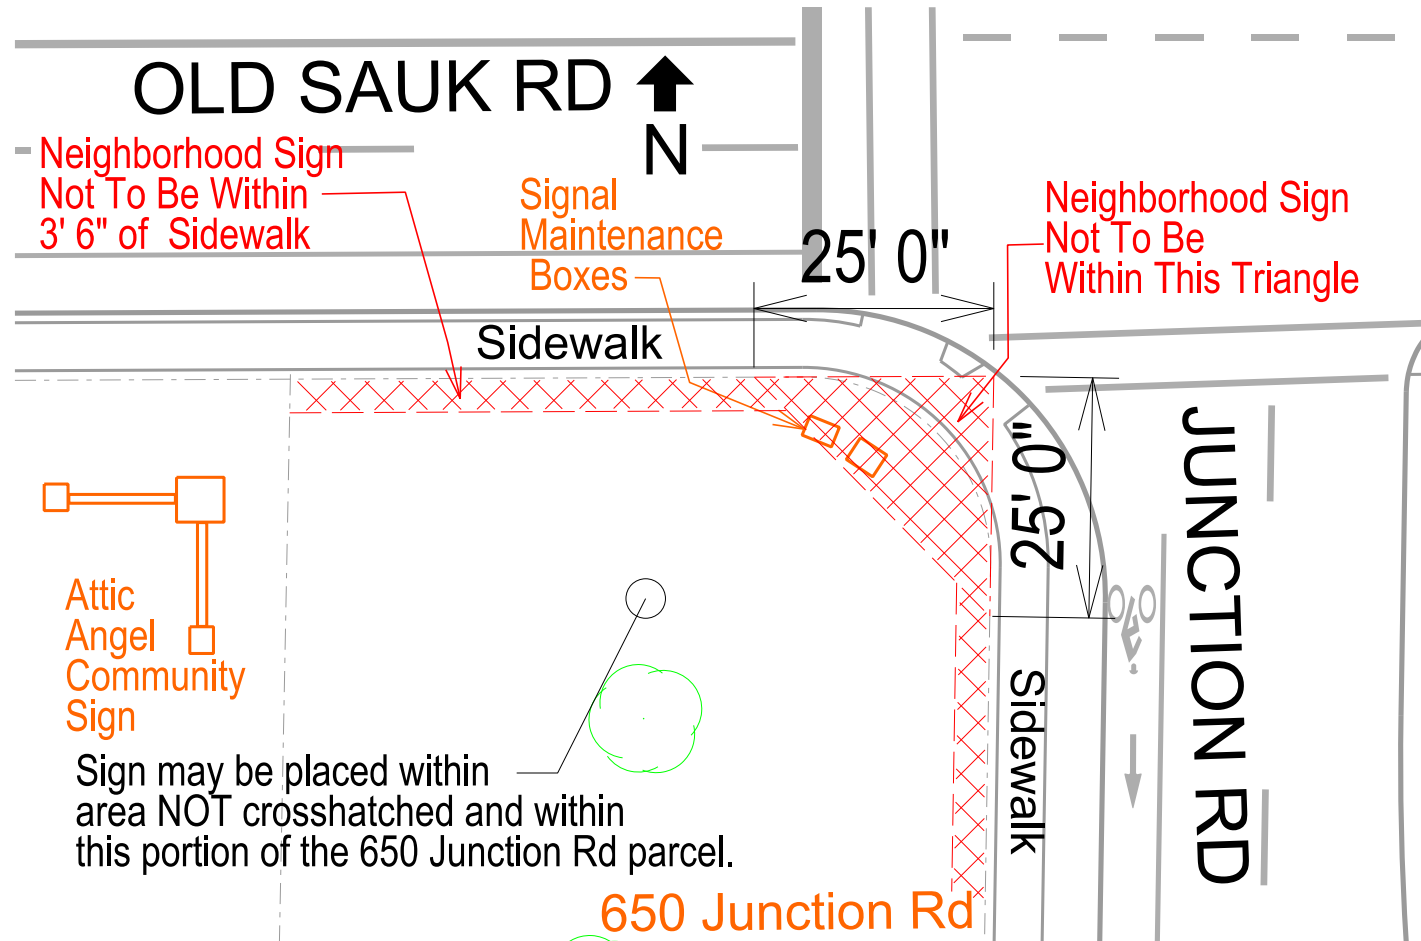 OLD SAUK RD
N
Neighborhood Sign
Not To Be Within
3' 6" of Sidewalk
Signal
Maintenance
Boxes
25' 0"
Neighborhood Sign
Not To Be
Within This Triangle
Sidewalk
25' 0"
JUNCTION RD
Attic
Angel
Community
Sign
Sidewalk
Sign may be placed within
area NOT crosshatched and within
this portion of the 650 Junction Rd parcel.
650 Junction Rd